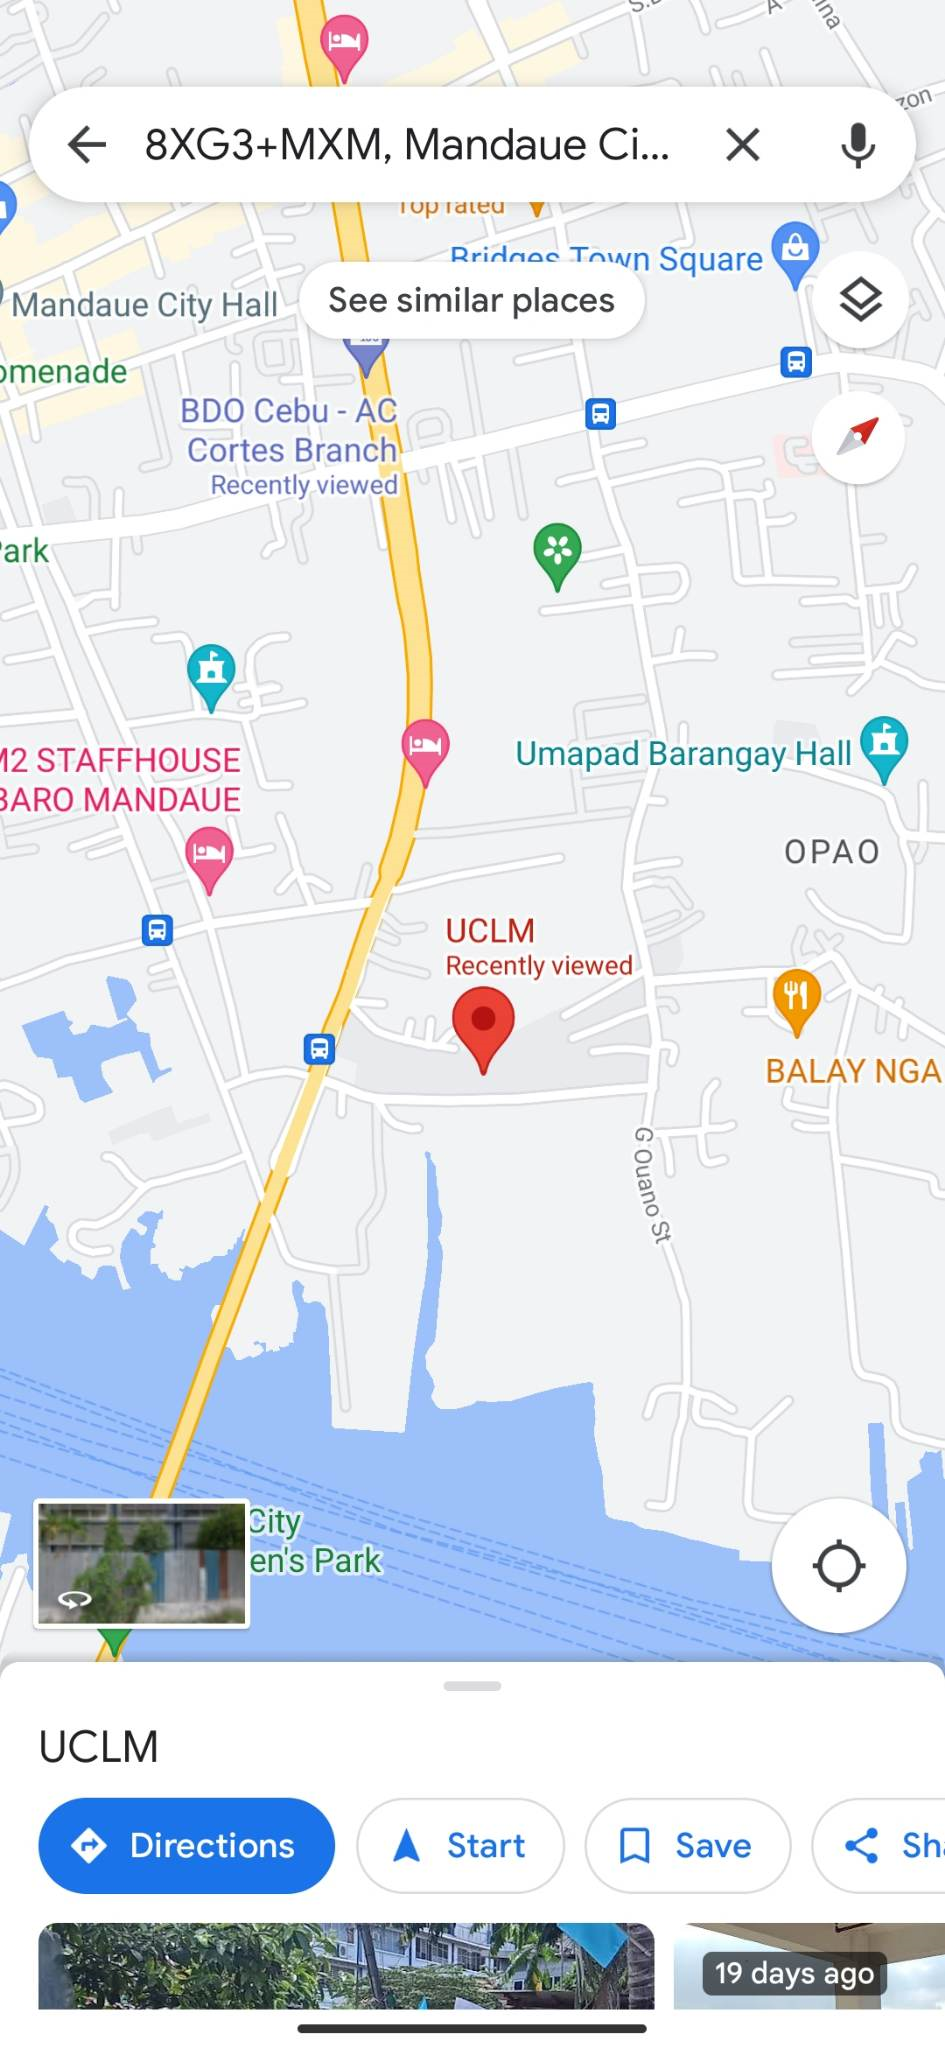 8XG3+MXM, Mandaue Ci...
Top rated
Bridges Town Square
Mandaue City Hall
See similar places
omenade
BDO Cebu - AC
Cortes Branch
Recently viewed
Park
M2 STAFFHOUSE
BARO MANDAUE
Umapad Barangay Hall
OPAO
UCLM
Recently viewed
BALAY NGA
G Ouano St
City
en's Park
UCLM
Directions
Start
Save
Sha
19 days ago